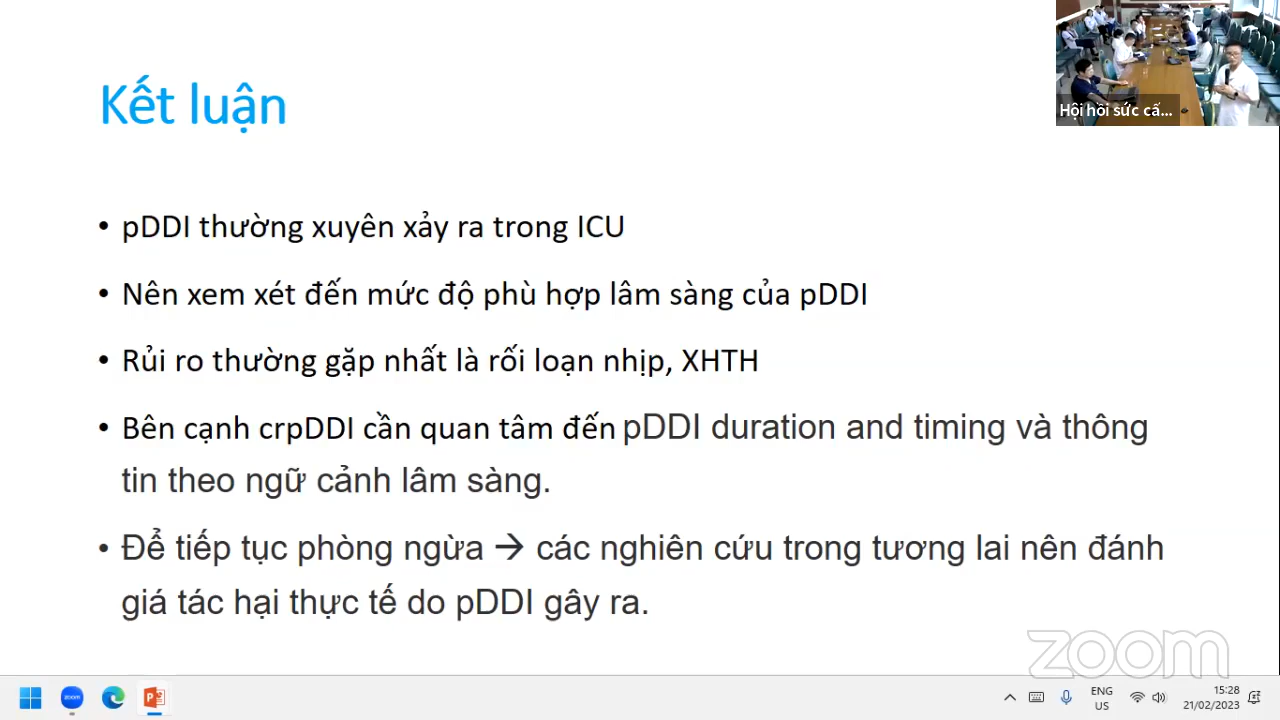 Kết luận
Hội hồi sức cấ...
• pDDI thường xuyên xảy ra trong ICU
• Nên xem xét đến mức độ phù hợp lâm sàng của pDDI
• Rủi ro thường gặp nhất là rối loạn nhịp, XHTH
• Bên cạnh crpDDI cần quan tâm đến pDDI duration and timing và thông
tin theo ngữ cảnh lâm sàng.
• Để tiếp tục phòng ngừa → các nghiên cứu trong tương lai nên đánh
giá tác hại thực tế do pDDI gây ra.
zoom
zoom
ENG
US
15:28
21/02/2023